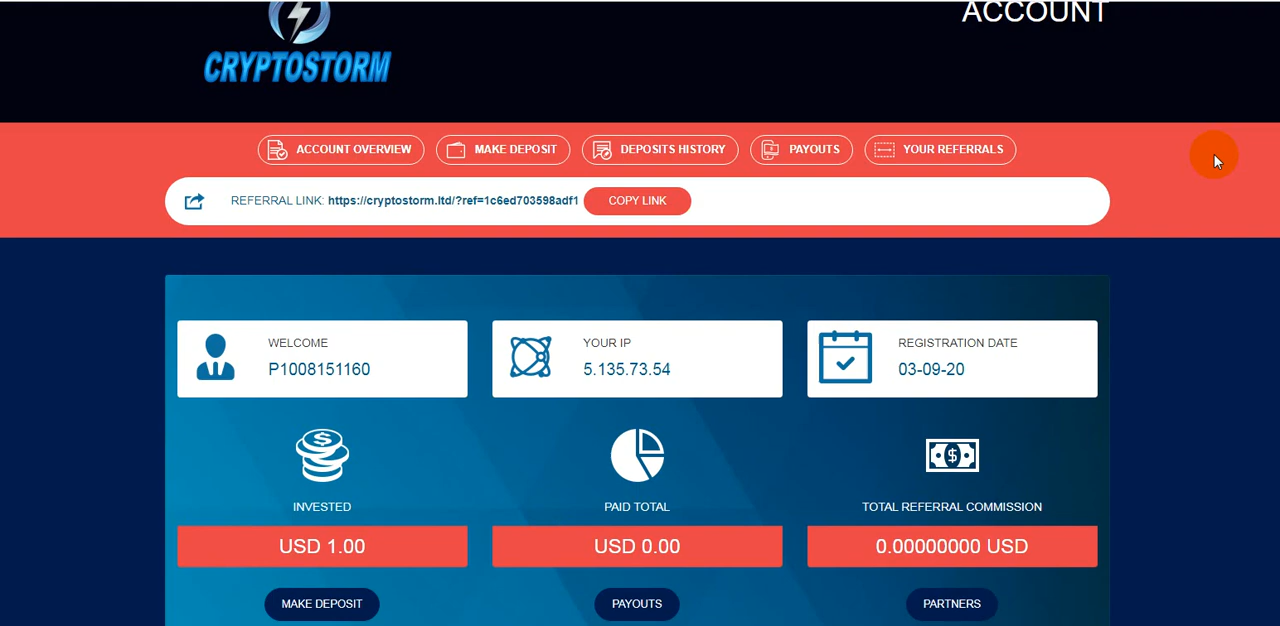 ACCOUNT
CRYPTOSTORM
ACCOUNT OVERVIEW
MAKE DEPOSIT
DEPOSITS HISTORY
PAYOUTS
YOUR REFERRALS
REFERRAL LINK: https://cryptostorm.ltd/?ref=1c6ed703598adf1
COPY LINK
WELCOME
P1008151160
YOUR IP
5.135.73.54
REGISTRATION DATE
03-09-20
INVESTED
PAID TOTAL
TOTAL REFERRAL COMMISSION
USD 1.00
USD 0.00
0.00000000 USD
MAKE DEPOSIT
PAYOUTS
PARTNERS